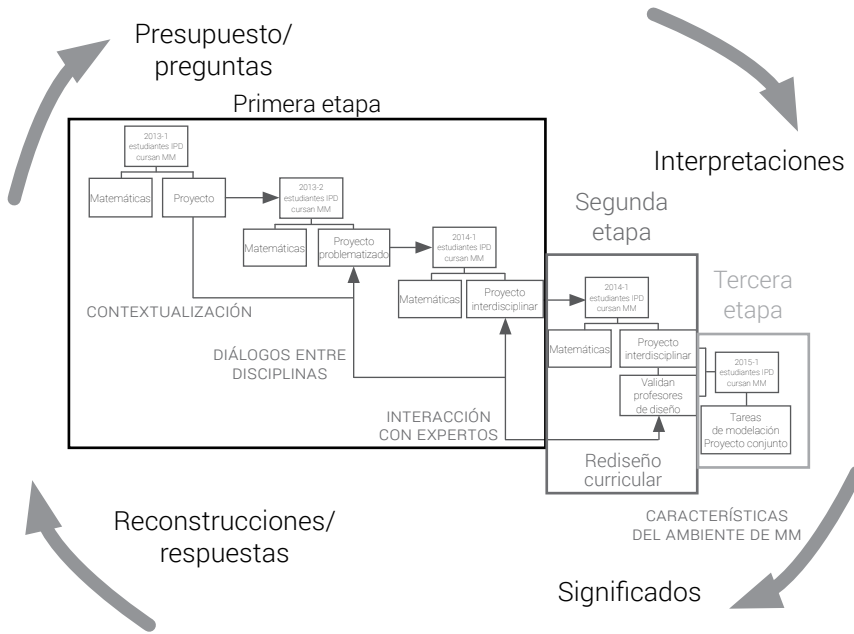 Presupuesto/
preguntas
Primera etapa
2013-1
estudiantes IPD
cursan MM
Matemáticas
Proyecto
2013-2
estudiantes IPD
cursan MM
Matemáticas
Proyecto
problematizado
2014-1
estudiantes IPD
cursan MM
Matemáticas
Proyecto
interdisciplinar
CONTEXTUALIZACIÓN
DIÁLOGOS ENTRE
DISCIPLINAS
INTERACCIÓN
CON EXPERTOS
Interpretaciones
Segunda
etapa
2014-1
estudiantes IPD
cursan MM
Matemáticas
Proyecto
interdisciplinar
Validan
profesores
de diseño
Rediseño
curricular
Tercera
etapa
2015-1
estudiantes IPD
cursan MM
Tareas
de modelación
Proyecto conjunto
CARACTERÍSTICAS
DEL AMBIENTE DE MM
Significados
Reconstrucciones/
respuestas